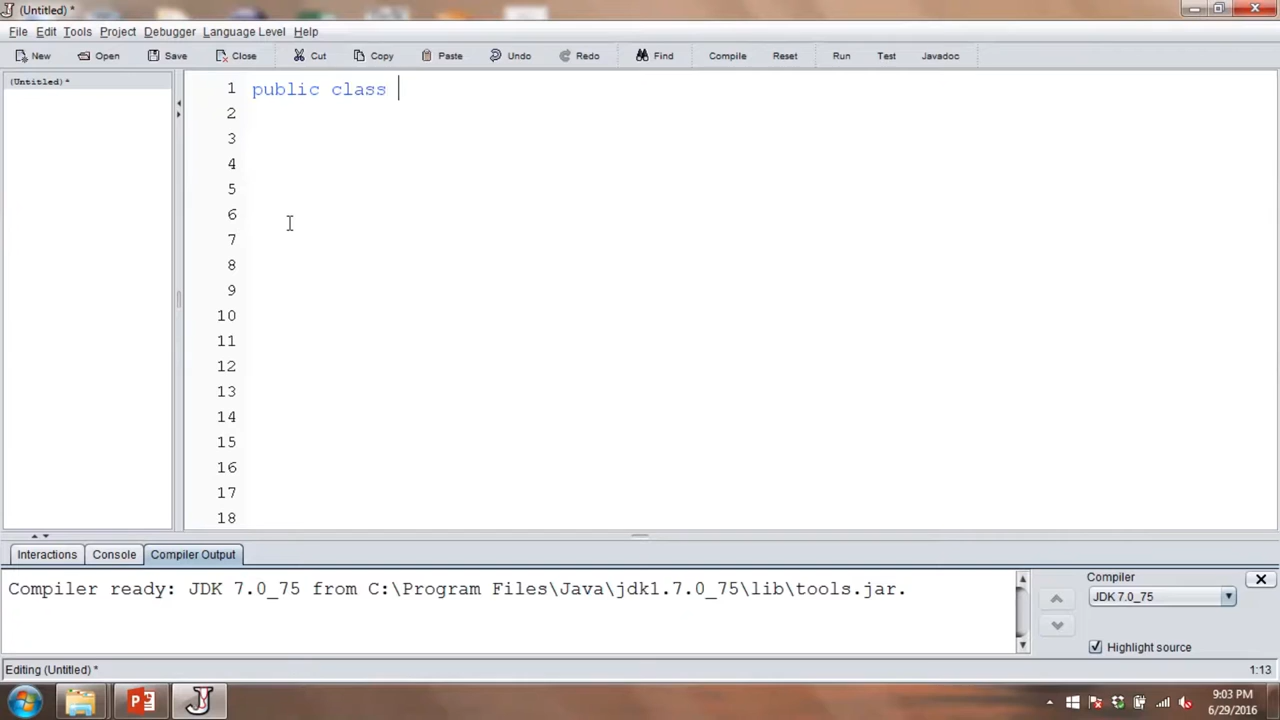 (Untitled) *
File Edit Tools Project Debugger Language Level Help
New Open Save Close Cut Copy Paste Undo Redo Find Compile Reset Run Test Javadoc
(Untitled) *
1 public class
2
3
4
5
6
7
8
9
10
11
12
13
14
15
16
17
18
Interactions Console Compiler Output
Compiler ready: JDK 7.0_75 from C:\Program Files\Java\jdk1.7.0_75\lib\tools.jar.
Compiler
JDK 7.0_75
Highlight source
Editing (Untitled) * 1:13
9:03 PM
6/29/2016